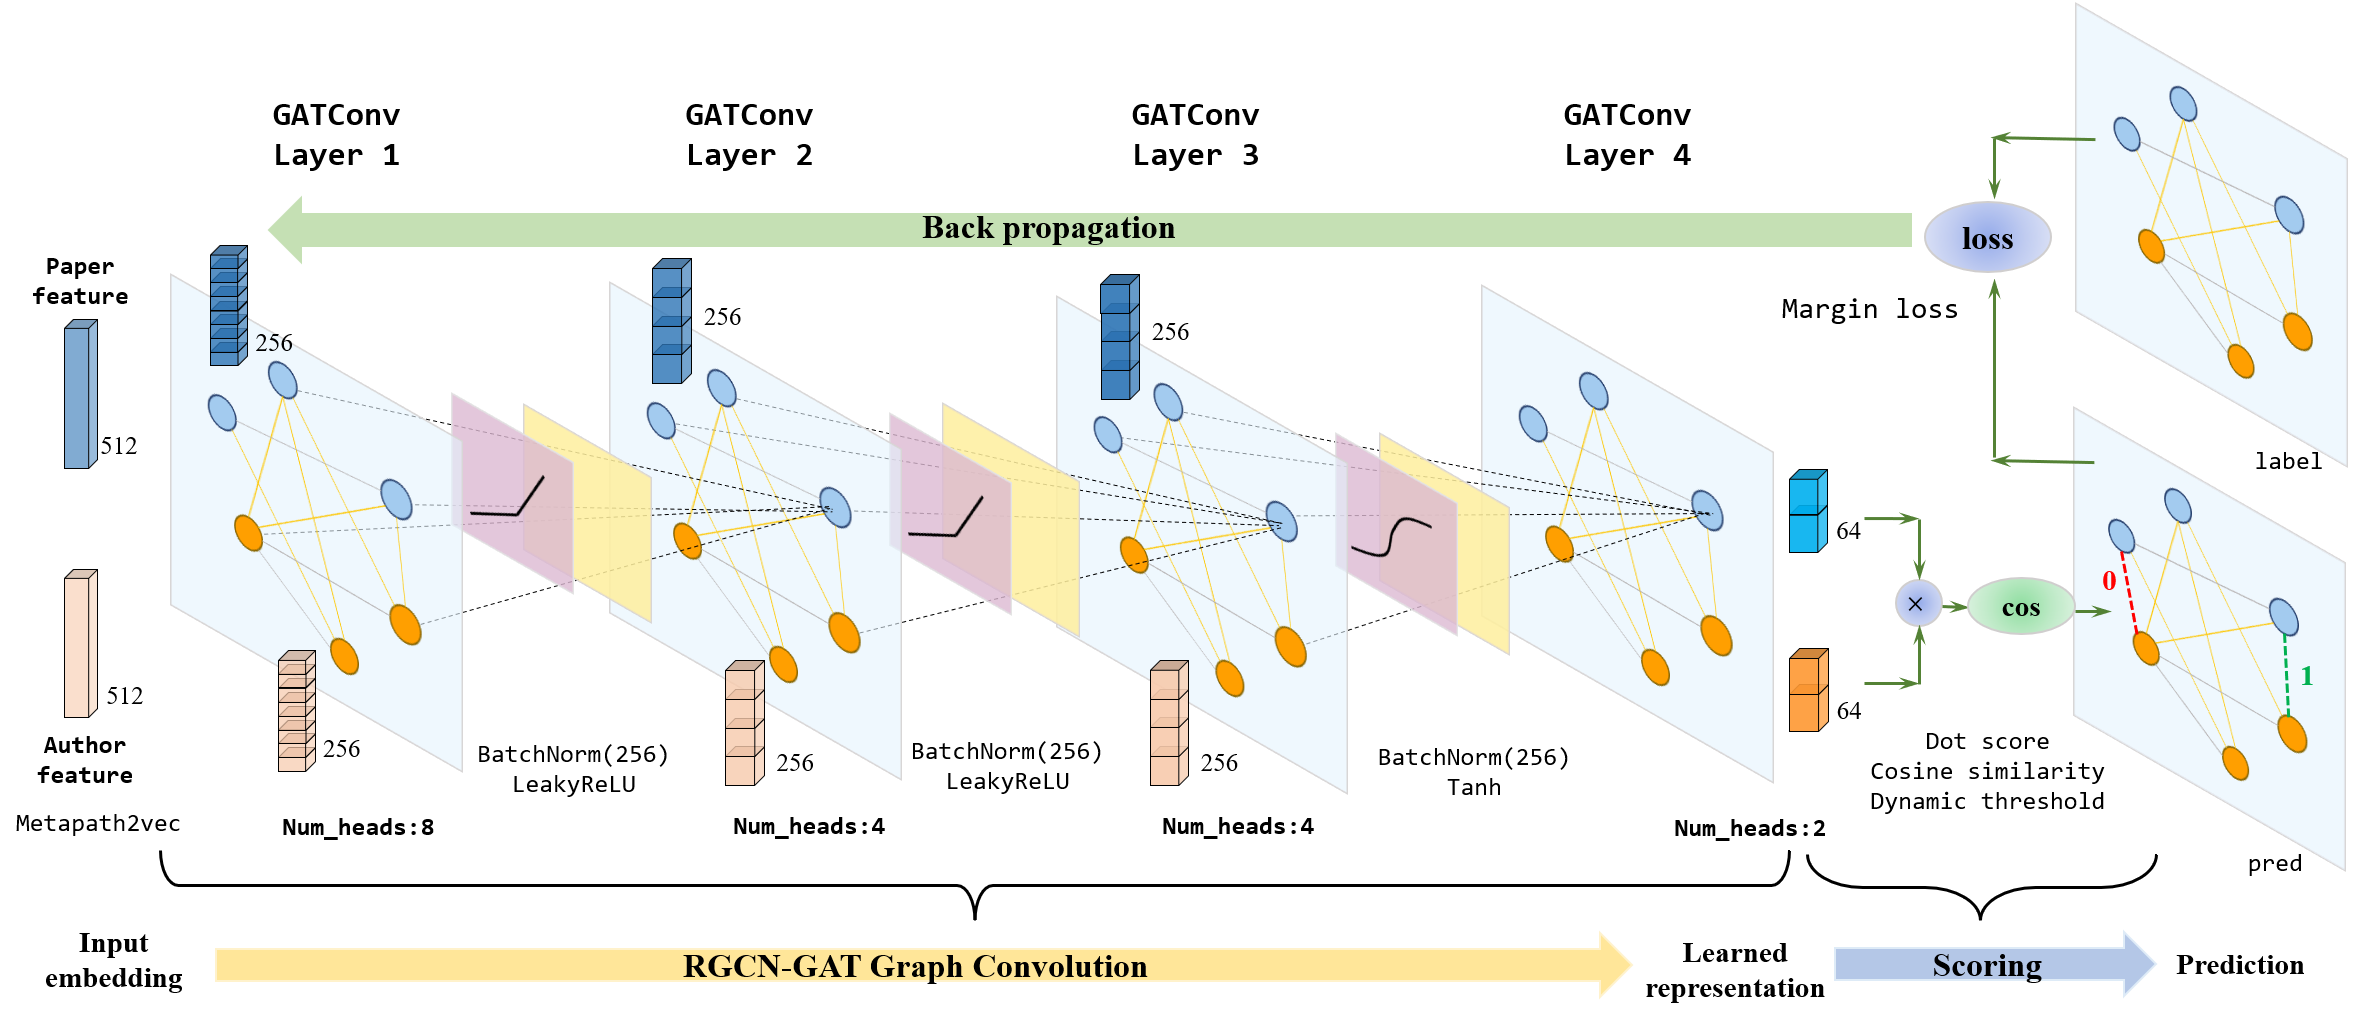 GATConv
Layer 1
GATConv
Layer 2
GATConv
Layer 3
GATConv
Layer 4
Back propagation
loss
Margin loss
label
Paper
feature
512
256
256
256
64
512
Author
feature
Metapath2vec
256
256
256
64
BatchNorm(256)
LeakyReLU
BatchNorm(256)
LeakyReLU
BatchNorm(256)
Tanh
Num_heads:8
Num_heads:4
Num_heads:4
Num_heads:2
×
cos
0
1
Dot score
Cosine similarity
Dynamic threshold
pred
Input
embedding
RGCN-GAT Graph Convolution
Learned
representation
Scoring
Prediction